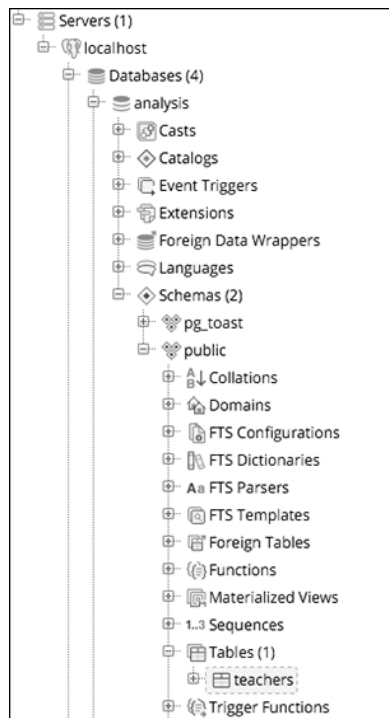 Servers (1)
localhost
Databases (4)
analysis
Casts
Catalogs
Event Triggers
Extensions
Foreign Data Wrappers
Languages
Schemas (2)
pg_toast
public
Collations
Domains
FTS Configurations
FTS Dictionaries
Aa FTS Parsers
FTS Templates
Foreign Tables
Functions
Materialized Views
1..3 Sequences
Tables (1)
teachers
Trigger Functions